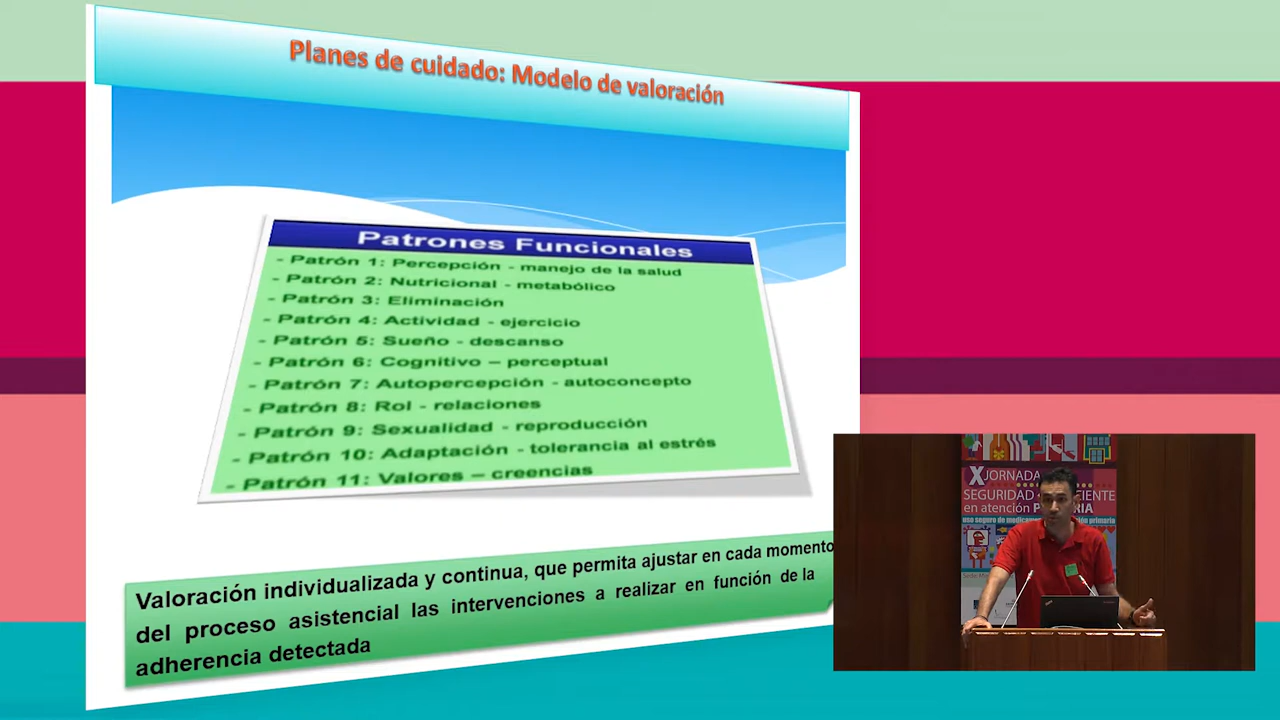 Planes de cuidado: Modelo de valoración
Patrones Funcionales
- Patrón 1: Percepción - manejo de la salud
- Patrón 2: Nutricional - metabólico
- Patrón 3: Eliminación
- Patrón 4: Actividad - ejercicio
- Patrón 5: Sueño - descanso
- Patrón 6: Cognitivo – perceptual
- Patrón 7: Autopercepción - autoconcepto
- Patrón 8: Rol - relaciones
- Patrón 9: Sexualidad - reproducción
- Patrón 10: Adaptación - tolerancia al estrés
- Patrón 11: Valores – creencias
Valoración individualizada y continua, que permita ajustar en cada momento
del proceso asistencial las intervenciones a realizar en función de la
adherencia detectada
X JORNADA
SEGURIDAD
en atención
uso seguro de